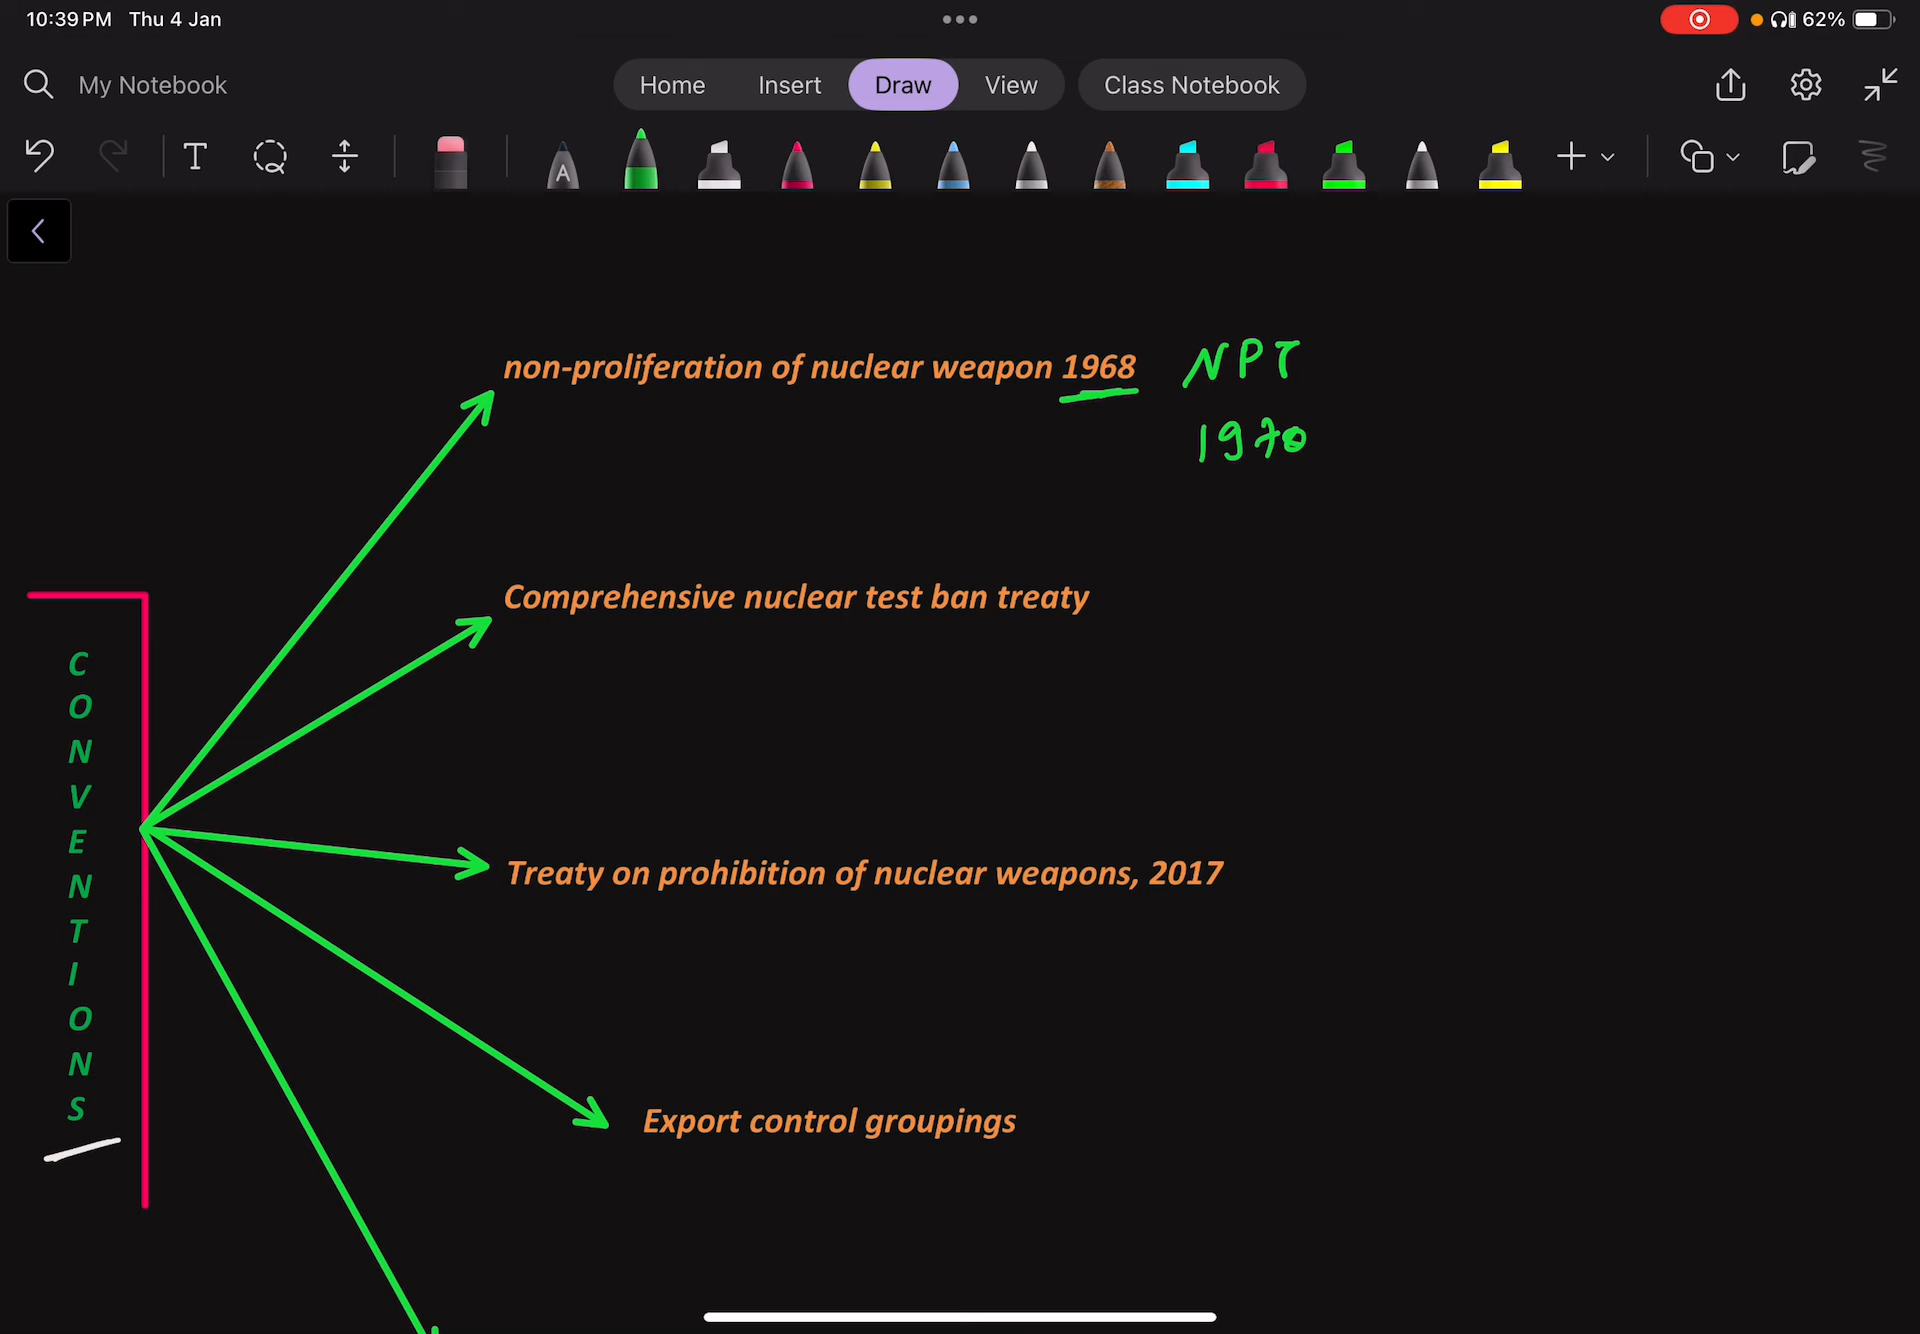 10:39 PM Thu 4 Jan
62%
My Notebook
Home Insert Draw View Class Notebook
T
A
non-proliferation of nuclear weapon 1968 NPT
1970
Comprehensive nuclear test ban treaty
C
O
N
V
E
N
T
I
O
N
S
Treaty on prohibition of nuclear weapons, 2017
Export control groupings